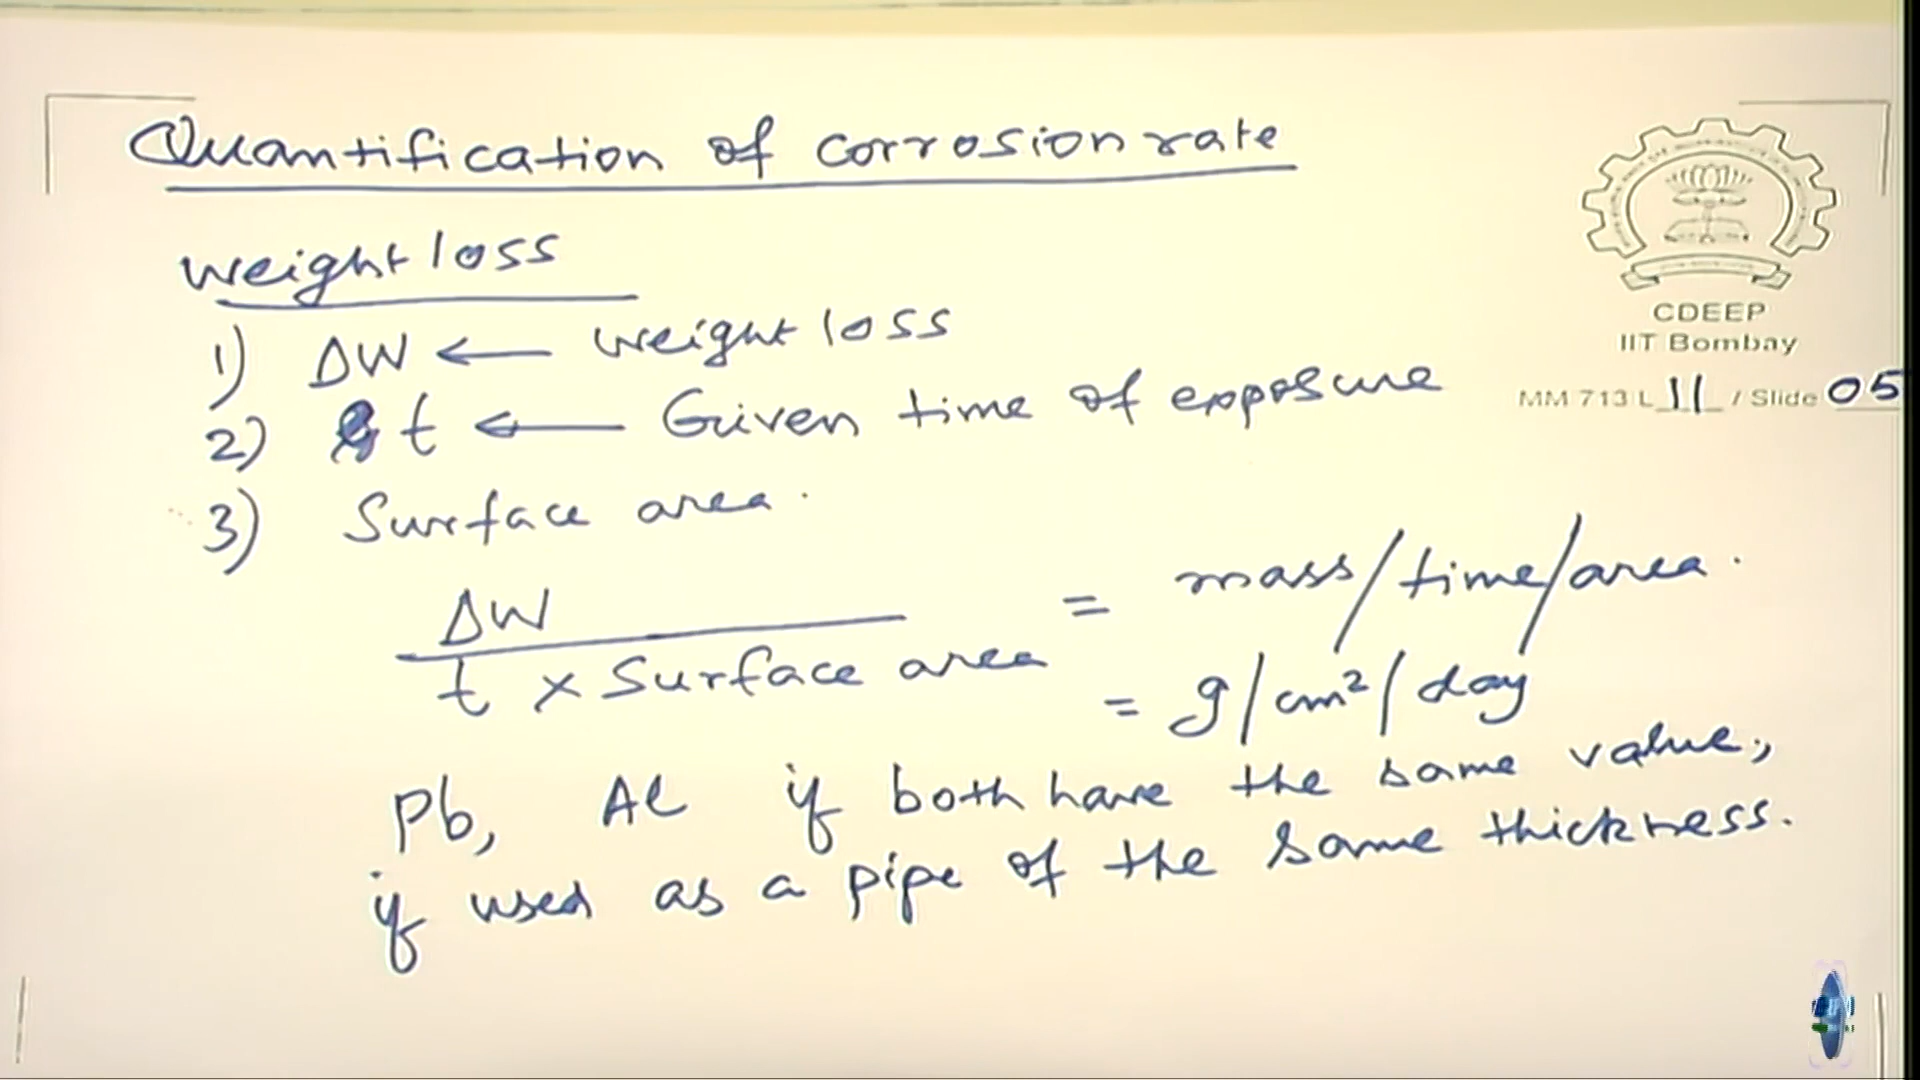 Quantification of corrosion rate
weight loss
1) ΔW ← weight loss
2) t ← Given time of exposure
3) Surface area.
ΔW
t × Surface area
= mass/time/area.
= g/cm²/day
Pb, Al if both have the same value,
if used as a pipe of the same thickness.
CDEEP
IIT Bombay
MM 713 L 11 / Slide 05